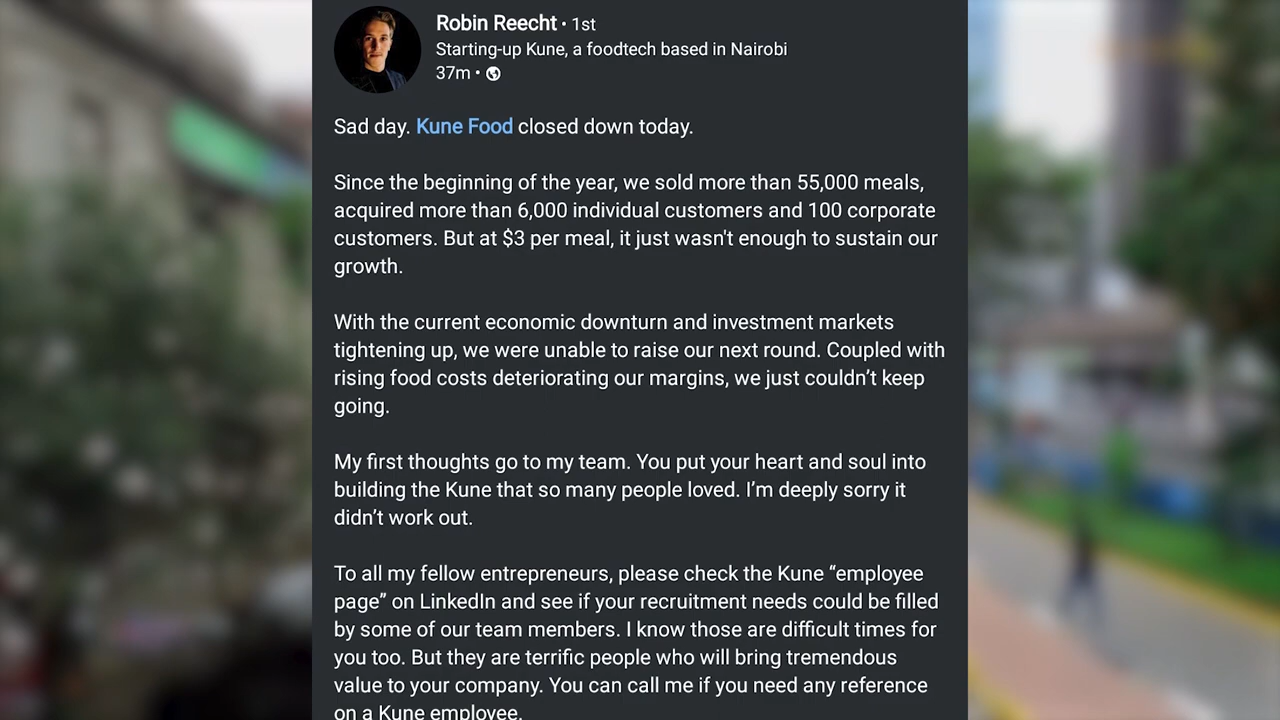 Robin Reecht • 1st
Starting-up Kune, a foodtech based in Nairobi
37m •
Sad day. Kune Food closed down today.
Since the beginning of the year, we sold more than 55,000 meals,
acquired more than 6,000 individual customers and 100 corporate
customers. But at $3 per meal, it just wasn't enough to sustain our
growth.
With the current economic downturn and investment markets
tightening up, we were unable to raise our next round. Coupled with
rising food costs deteriorating our margins, we just couldn’t keep
going.
My first thoughts go to my team. You put your heart and soul into
building the Kune that so many people loved. I’m deeply sorry it
didn’t work out.
To all my fellow entrepreneurs, please check the Kune “employee
page” on LinkedIn and see if your recruitment needs could be filled
by some of our team members. I know those are difficult times for
you too. But they are terrific people who will bring tremendous
value to your company. You can call me if you need any reference
on a Kune employee.